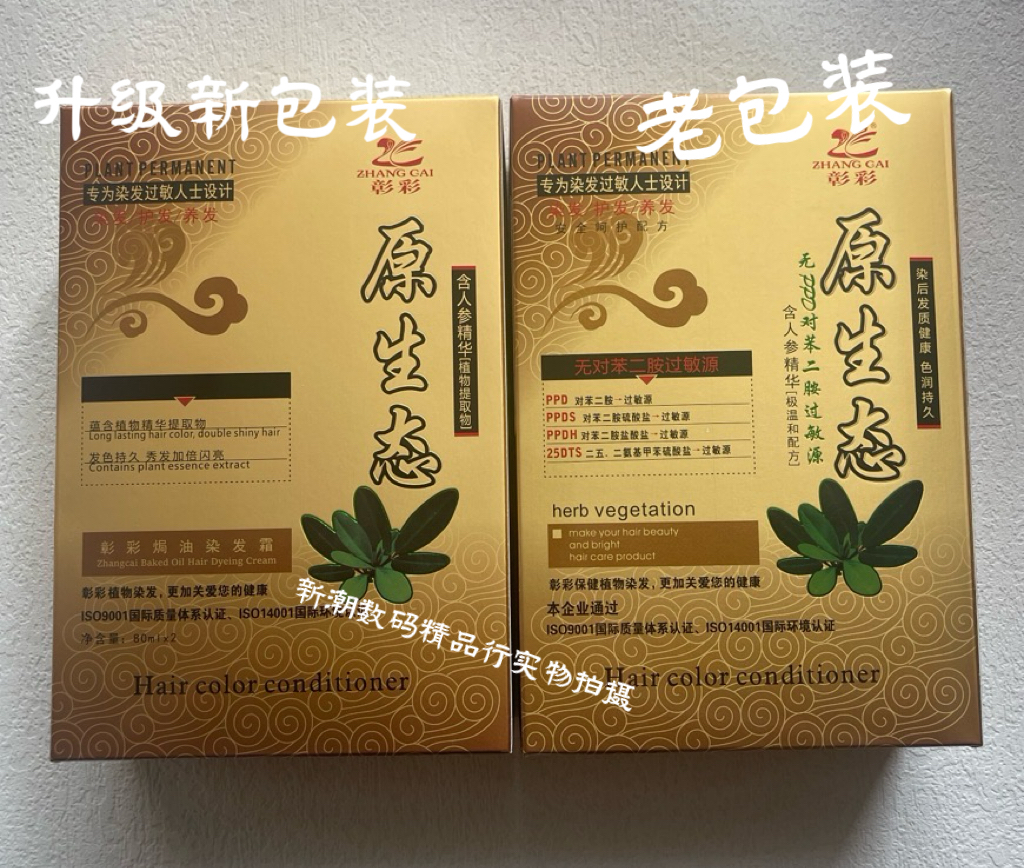 升级新包装
PLANT PERMANENT
专为染发过敏人士设计
染发/护发/养发
ZHANG CAI
彰彩
原生态
含人参精华[植物提取物]
蕴含植物精华提取物
Long lasting hair color, double shiny hair
发色持久 秀发加倍闪亮
Contains plant essence extract
彰彩焗油染发霜
Zhangcai Baked Oil Hair Dyeing Cream
彰彩植物染发，更加关爱您的健康
ISO9001国际质量体系认证、ISO14001国际环
净含量：80ml×2
Hair color conditioner
老包装
PLANT PERMANENT
专为染发过敏人士设计
染发/护发/养发
安全呵护配方
ZHANG CAI
彰彩
原生态
染后发质健康 色润持久
无PPD对苯二胺过敏源
含人参精华[极温和配方]
无对苯二胺过敏源
PPD 对苯二胺→过敏源
PPDS 对苯二胺硫酸盐→过敏源
PPDH 对苯二胺盐酸盐→过敏源
25DTS 二五．二氨基甲苯硫酸盐→过敏源
herb vegetation
make your hair beauty
and bright
hair care product
彰彩保健植物染发，更加关爱您的健康
本企业通过
ISO9001国际质量体系认证、ISO14001国际环境认证
Hair color conditioner
新潮数码精品行实物拍摄